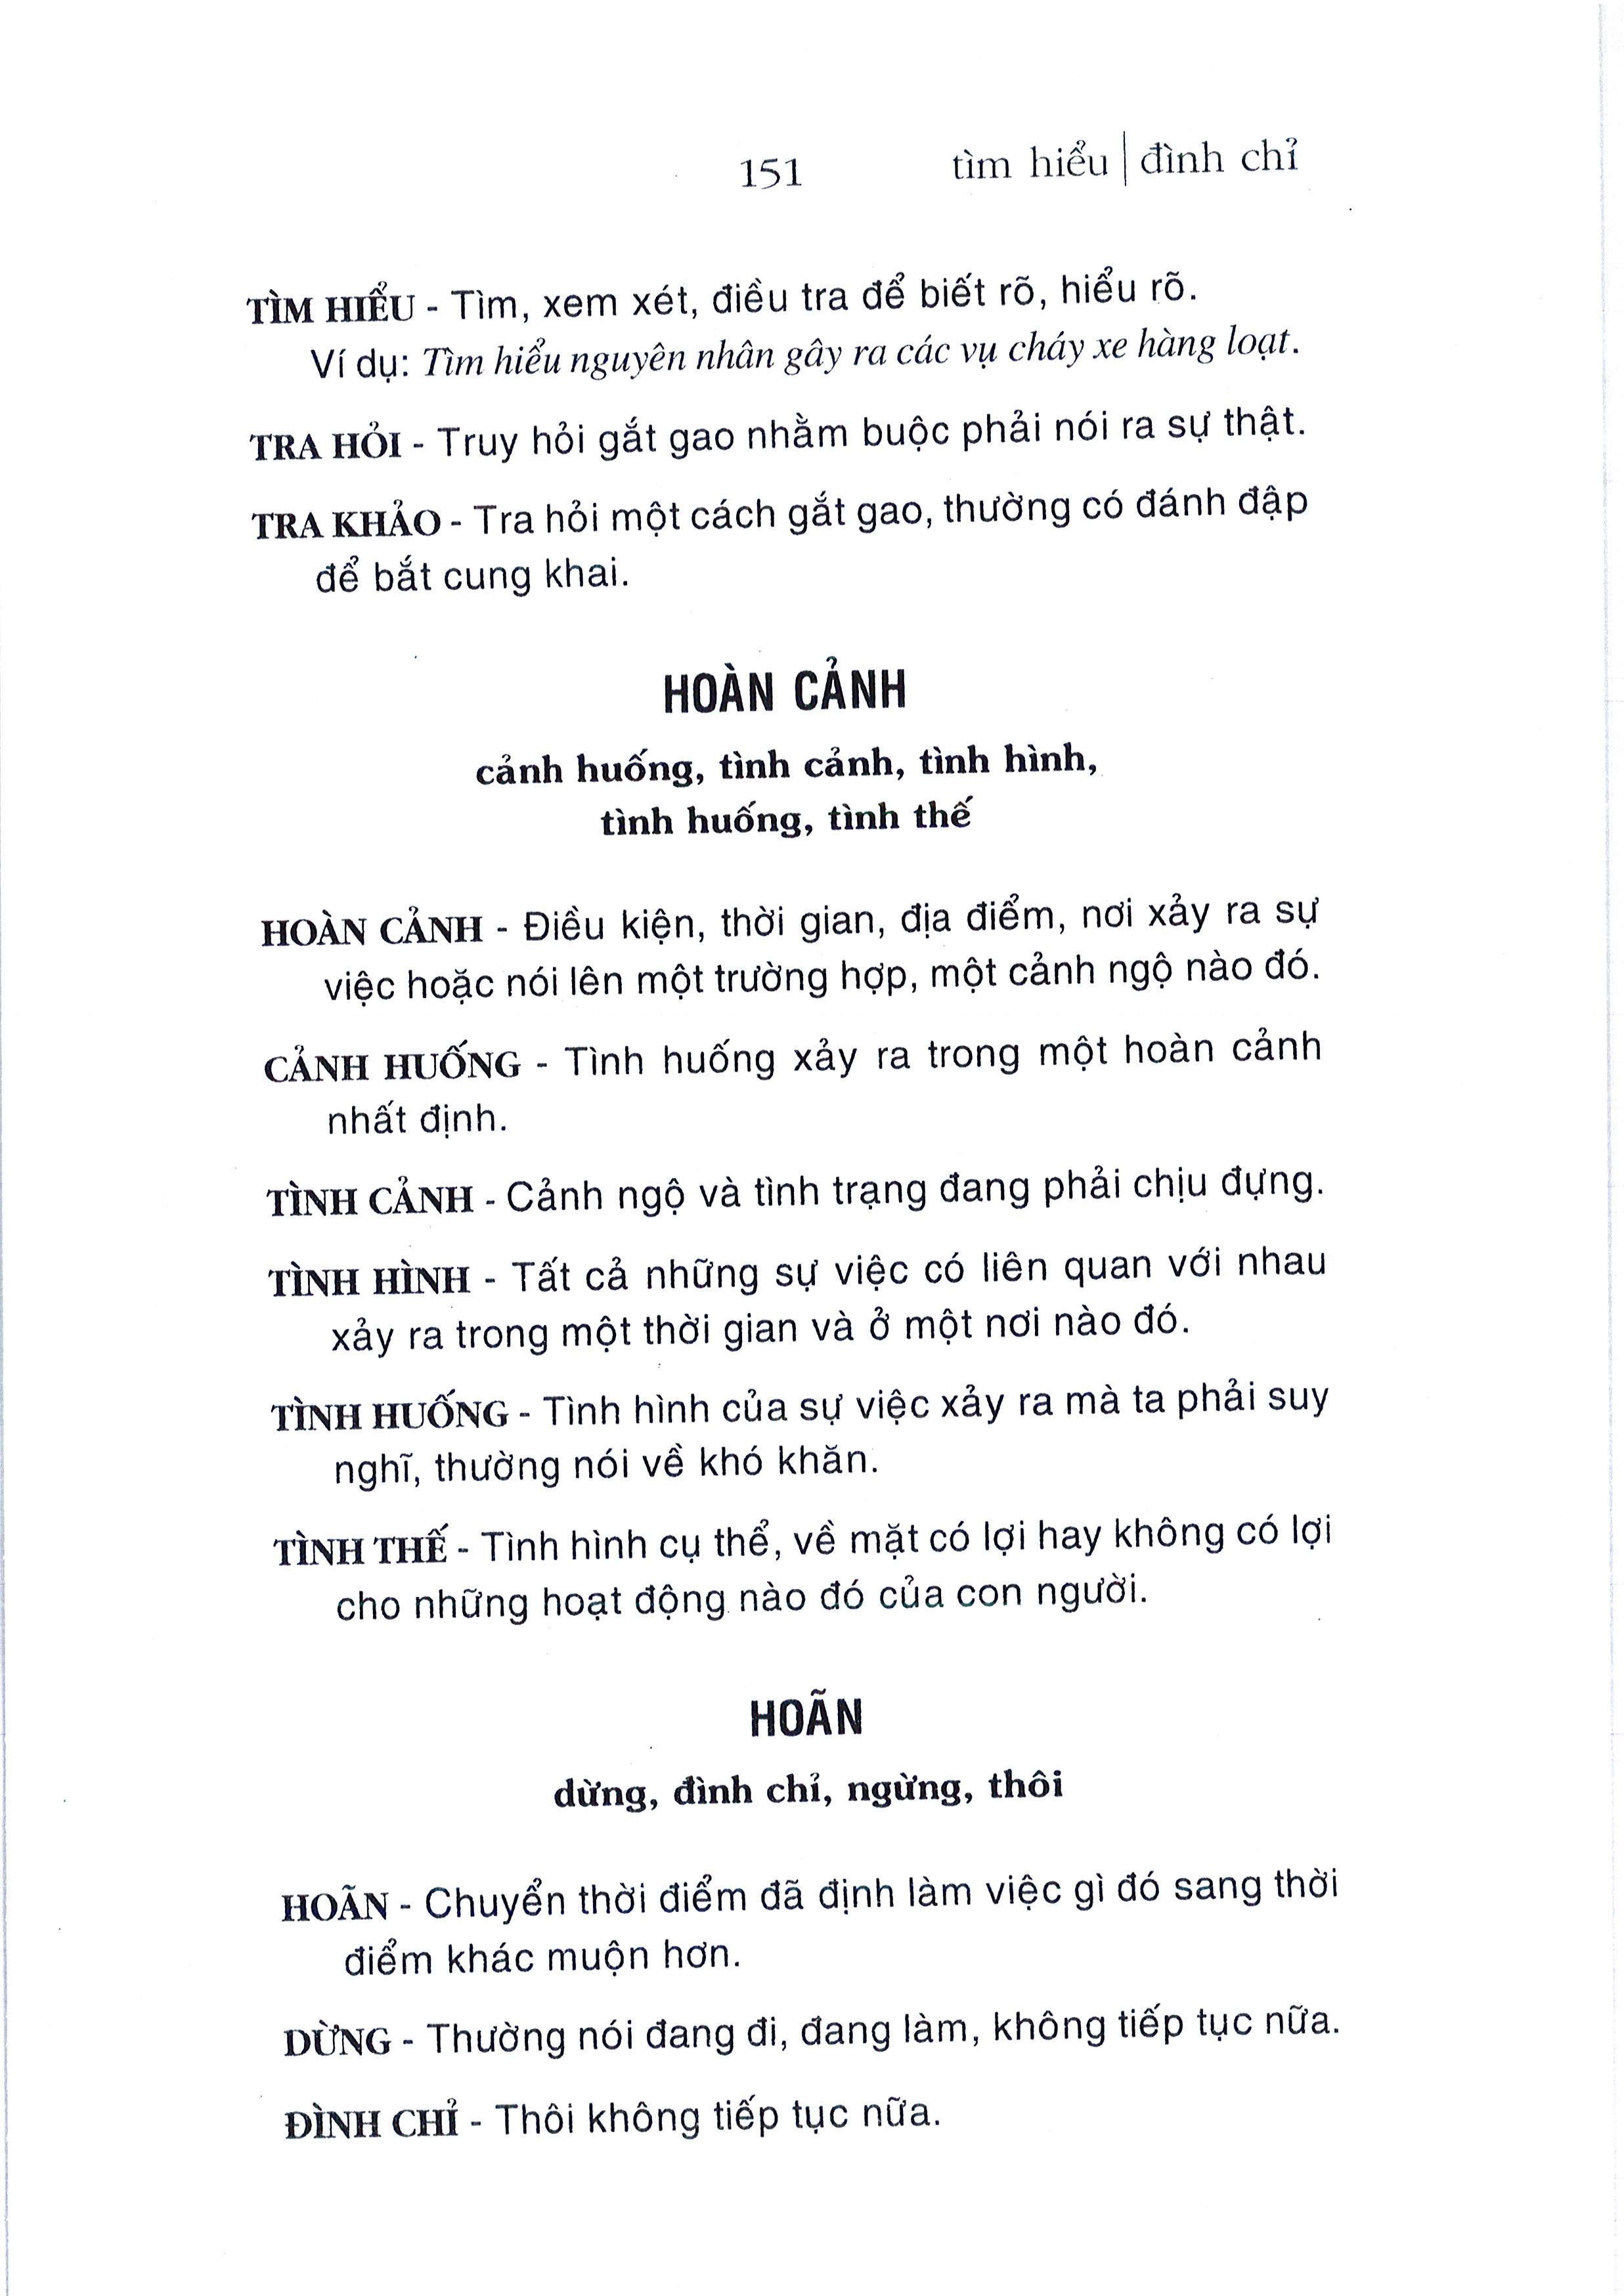 151 tìm hiểu | đình chỉ
TÌM HIỂU - Tìm, xem xét, điều tra để biết rõ, hiểu rõ.
Ví dụ: Tìm hiểu nguyên nhân gây ra các vụ cháy xe hàng loạt.
TRA HỎI - Truy hỏi gắt gao nhằm buộc phải nói ra sự thật.
TRA KHẢO - Tra hỏi một cách gắt gao, thường có đánh đập
để bắt cung khai.
HOÀN CẢNH
cảnh huống, tình cảnh, tình hình,
tình huống, tình thế
HOÀN CẢNH - Điều kiện, thời gian, địa điểm, nơi xảy ra sự
việc hoặc nói lên một trường hợp, một cảnh ngộ nào đó.
CẢNH HUỐNG - Tình huống xảy ra trong một hoàn cảnh
nhất định.
TÌNH CẢNH - Cảnh ngộ và tình trạng đang phải chịu đựng.
TÌNH HÌNH - Tất cả những sự việc có liên quan với nhau
xảy ra trong một thời gian và ở một nơi nào đó.
TÌNH HUỐNG - Tình hình của sự việc xảy ra mà ta phải suy
nghĩ, thường nói về khó khăn.
TÌNH THẾ - Tình hình cụ thể, về mặt có lợi hay không có lợi
cho những hoạt động nào đó của con người.
HOÃN
dừng, đình chỉ, ngừng, thôi
HOÃN - Chuyển thời điểm đã định làm việc gì đó sang thời
điểm khác muộn hơn.
DỪNG - Thường nói đang đi, đang làm, không tiếp tục nữa.
ĐÌNH CHỈ - Thôi không tiếp tục nữa.